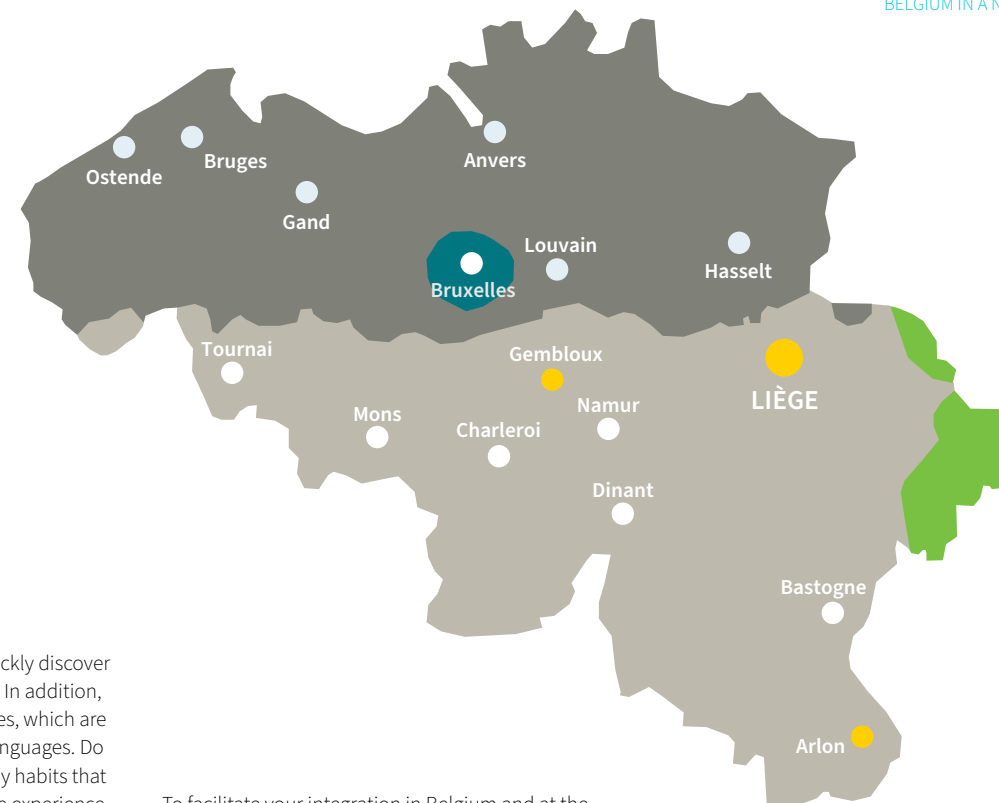 BELGIUM IN A
Anvers
Bruges
Ostende
Gand
Louvain
Hasselt
Bruxelles
Tournai
Gembloux
LIÈGE
Namur
Mons
Charleroi
Dinant
Bastogne
Arlon
ckly discover
In addition,
es, which are
nguages. Do
y habits that
experience
To facilitate your integration in Belgium and at the